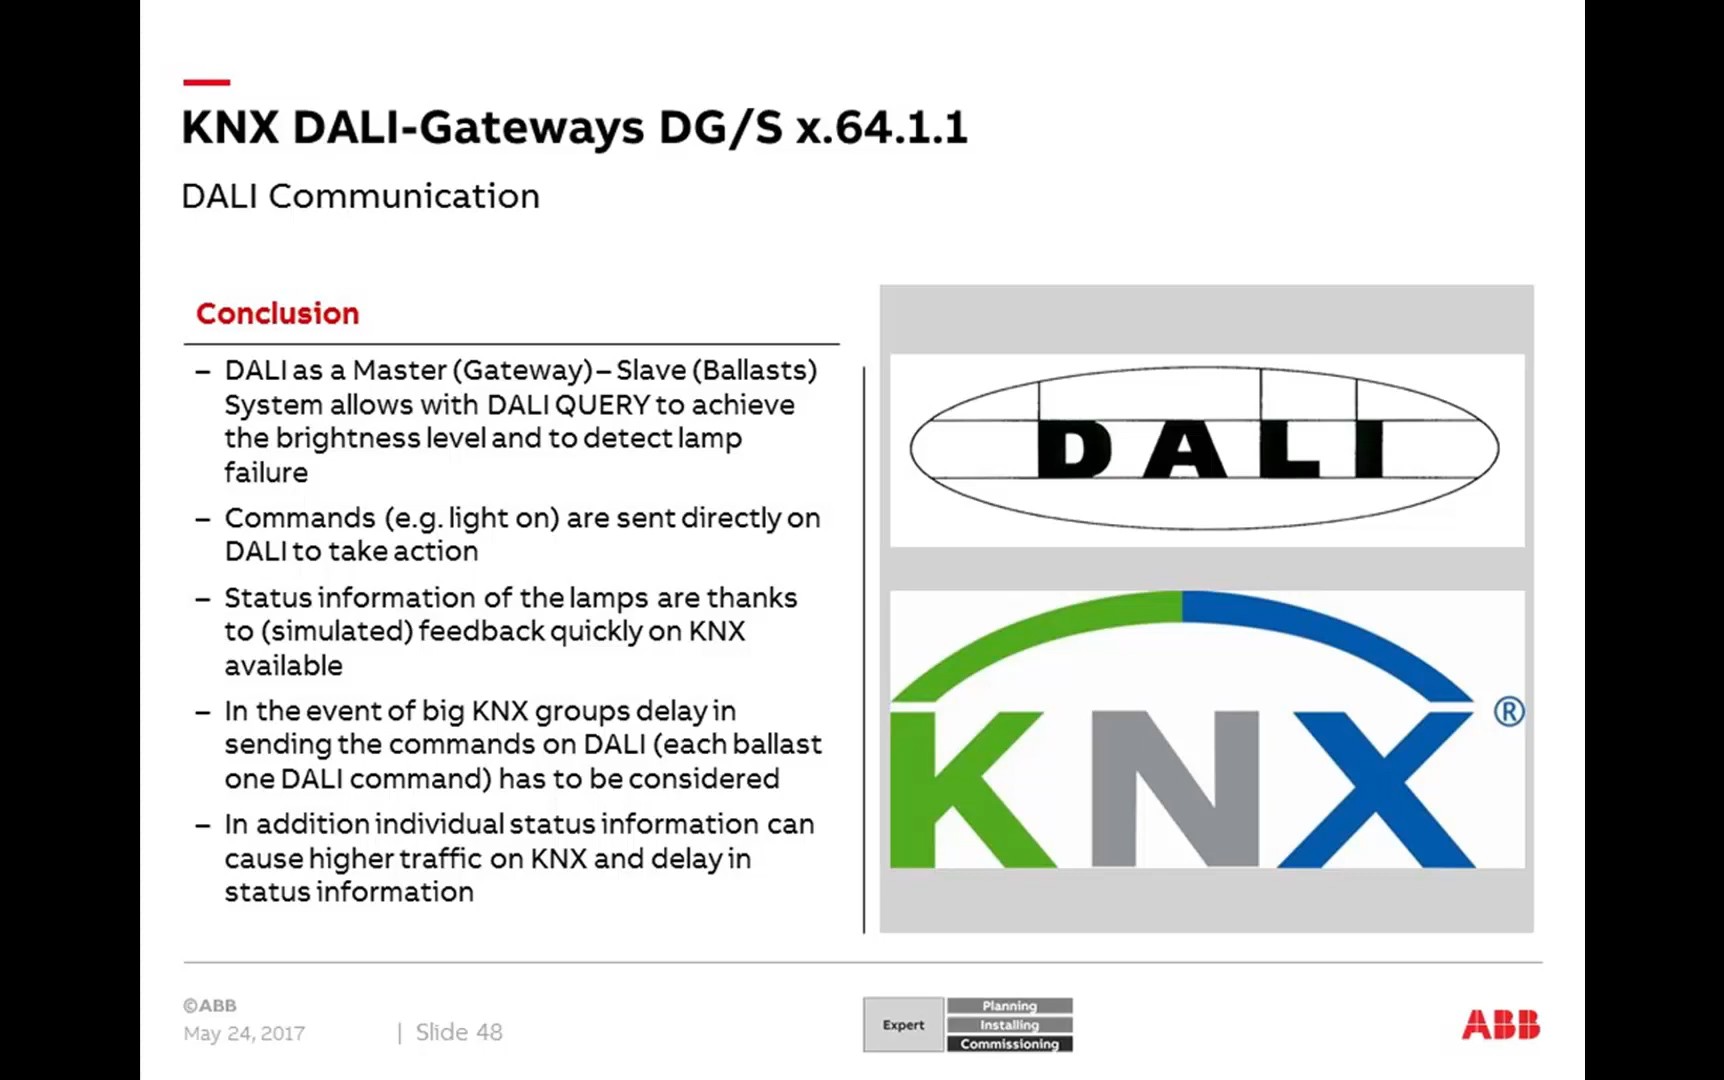 KNX DALI-Gateways DG/S x.64.1.1
DALI Communication
Conclusion
– DALI as a Master (Gateway) – Slave (Ballasts)
System allows with DALI QUERY to achieve
the brightness level and to detect lamp
failure
– Commands (e.g. light on) are sent directly on
DALI to take action
– Status information of the lamps are thanks
to (simulated) feedback quickly on KNX
available
– In the event of big KNX groups delay in
sending the commands on DALI (each ballast
one DALI command) has to be considered
– In addition individual status information can
cause higher traffic on KNX and delay in
status information
DALI
KNX®
©ABB
May 24, 2017 | Slide 48
Expert
Planning
Installing
Commissioning
ABB